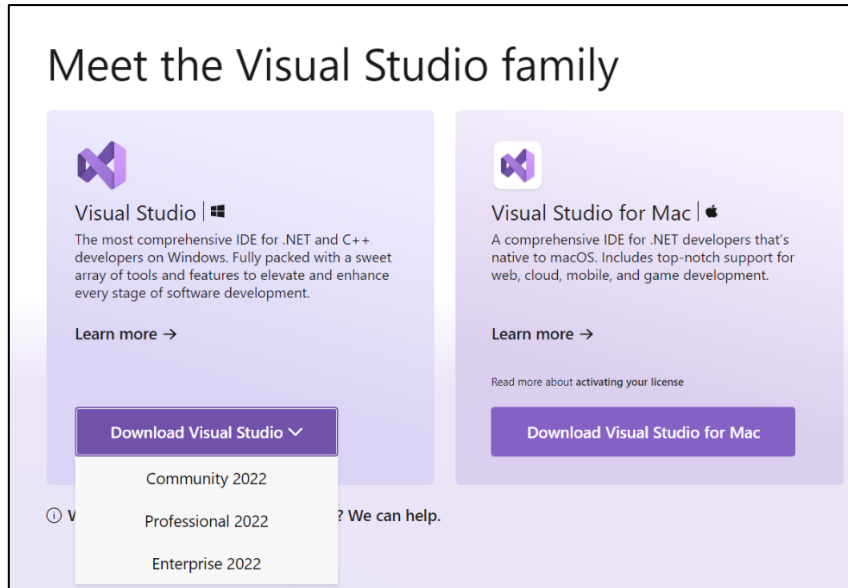 Meet the Visual Studio family
Visual Studio
The most comprehensive IDE for .NET and C++
developers on Windows. Fully packed with a sweet
array of tools and features to elevate and enhance
every stage of software development.
Learn more →
Download Visual Studio
Community 2022
Professional 2022
Enterprise 2022
Visual Studio for Mac
A comprehensive IDE for .NET developers that's
native to macOS. Includes top-notch support for
web, cloud, mobile, and game development.
Learn more →
Read more about activating your license
Download Visual Studio for Mac
? We can help.